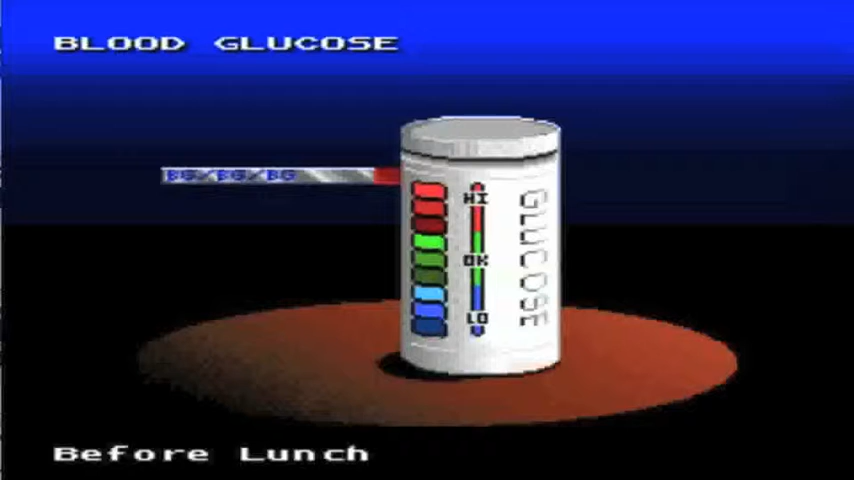 BLOOD GLUCOSE
BG/BG/BG
HI
OK
LO
GLUCOSE
Before Lunch